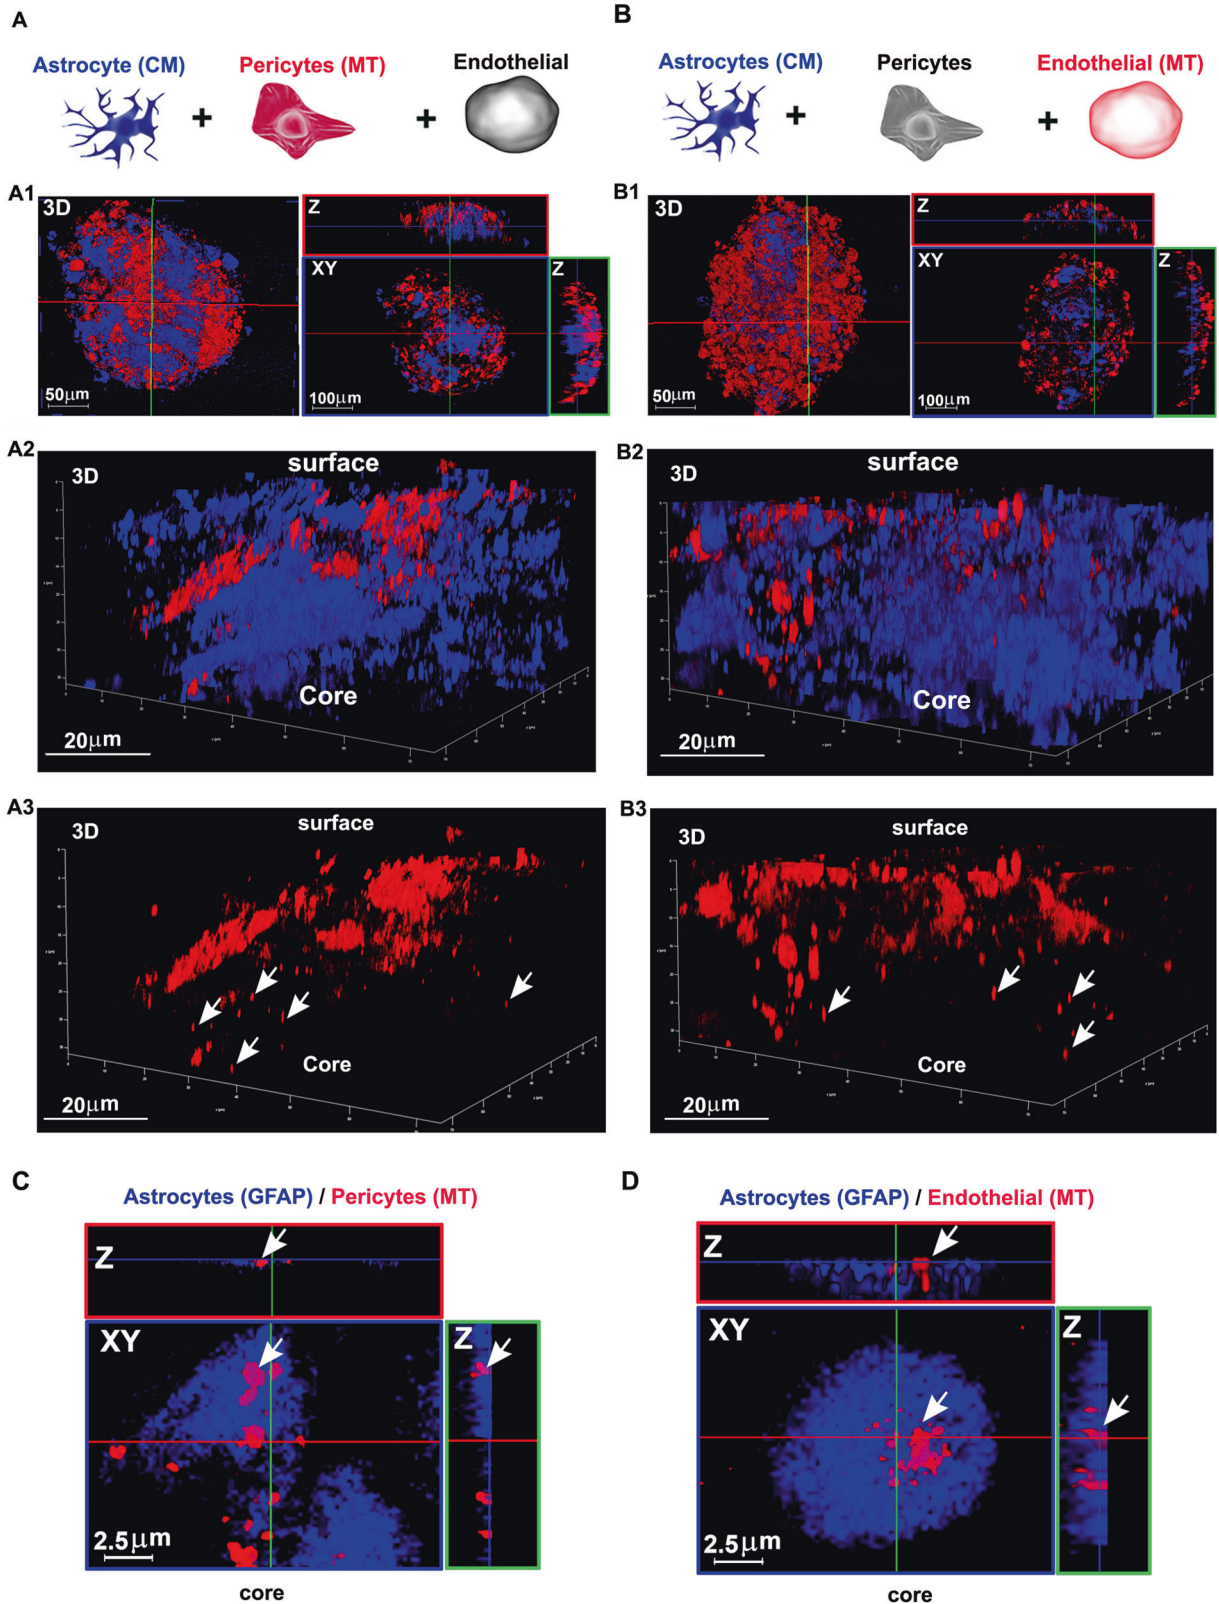 A
B
Astrocyte (CM)
Pericytes (MT)
Endothelial
Astrocytes (CM)
Pericytes
Endothelial (MT)
+
+
+
+
A1
3D
50µm
Z
XY
100µm
Z
B1
3D
50µm
Z
XY
100µm
Z
A2
3D
surface
Core
20µm
B2
3D
surface
Core
20µm
A3
3D
surface
Core
20µm
B3
3D
surface
Core
20µm
C
Astrocytes (GFAP) / Pericytes (MT)
Z
XY
Z
2.5µm
core
D
Astrocytes (GFAP) / Endothelial (MT)
Z
XY
Z
2.5µm
core